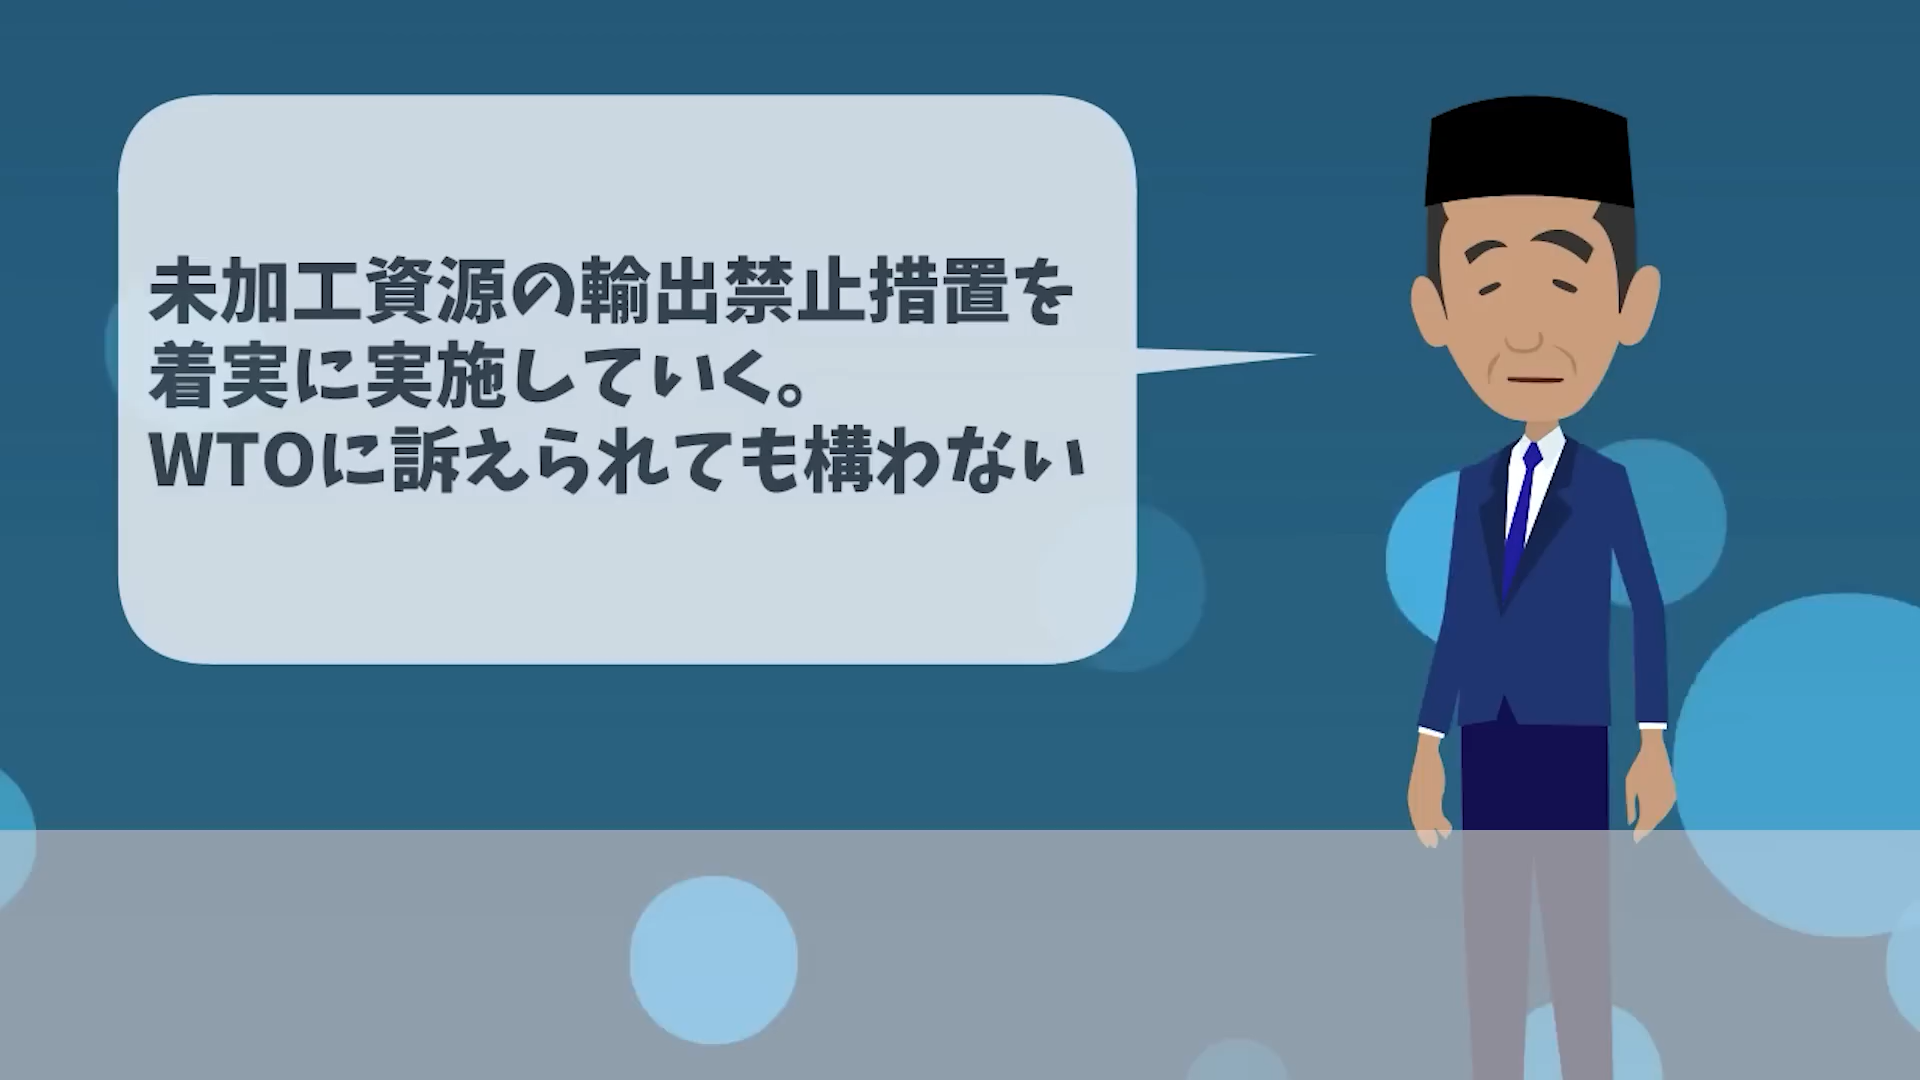 未加工資源の輸出禁止措置を
着実に実施していく。
WTOに訴えられても構わない